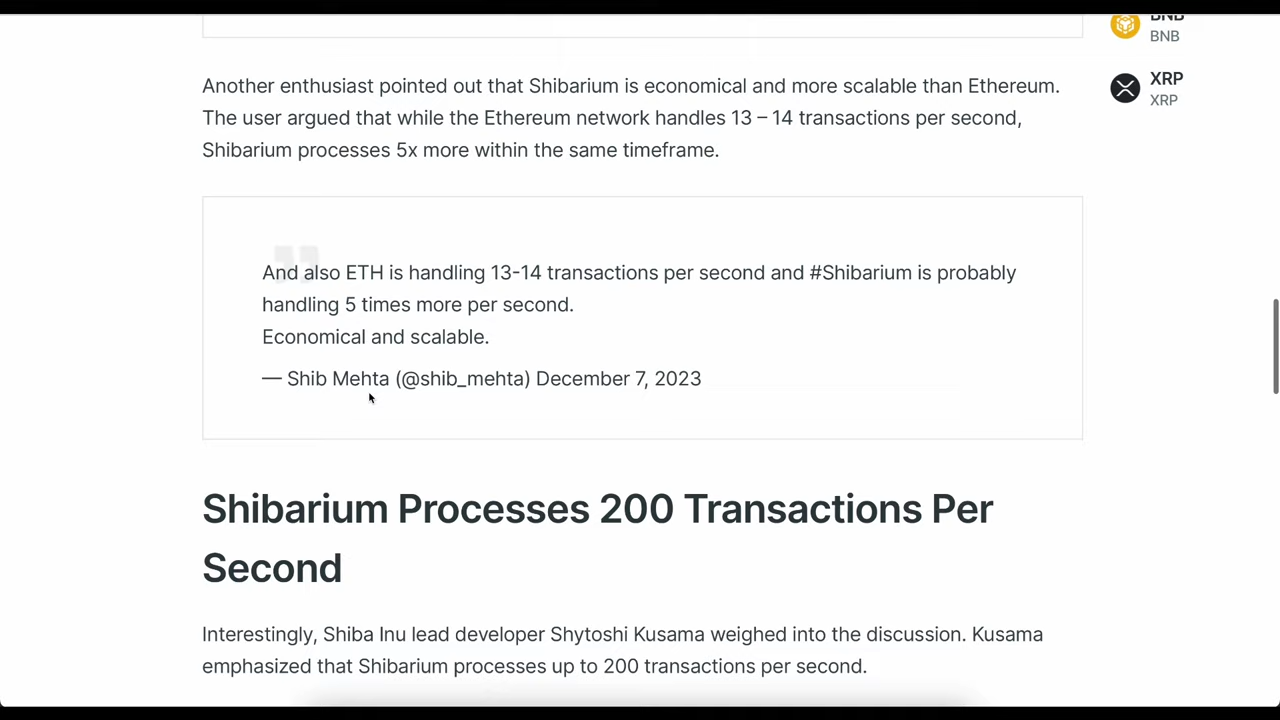 BNB
BNB
XRP
XRP
Another enthusiast pointed out that Shibarium is economical and more scalable than Ethereum.
The user argued that while the Ethereum network handles 13 – 14 transactions per second,
Shibarium processes 5x more within the same timeframe.
And also ETH is handling 13-14 transactions per second and #Shibarium is probably
handling 5 times more per second.
Economical and scalable.
— Shib Mehta (@shib_mehta) December 7, 2023
Shibarium Processes 200 Transactions Per
Second
Interestingly, Shiba Inu lead developer Shytoshi Kusama weighed into the discussion. Kusama
emphasized that Shibarium processes up to 200 transactions per second.